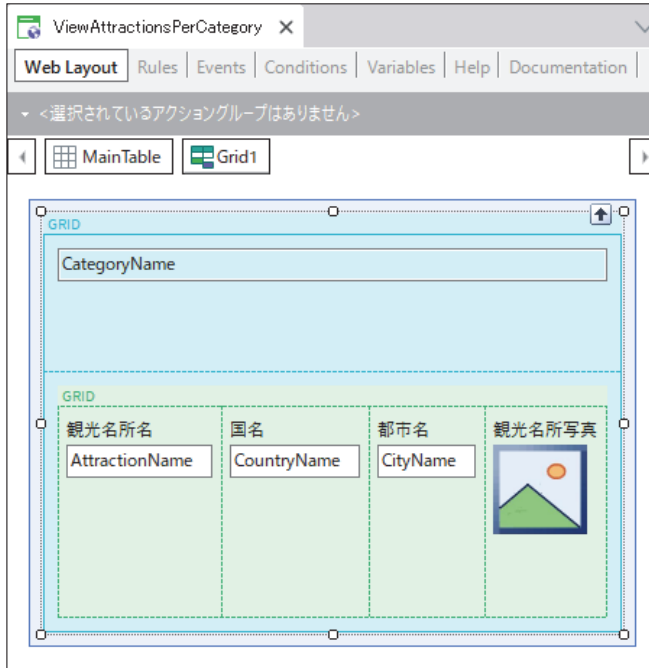 ViewAttractionsPerCategory
Web Layout Rules Events Conditions Variables Help Documentation
<選択されているアクショングループはありません>
MainTable Grid1
GRID
CategoryName
GRID
観光名所名 国名 都市名 観光名所写真
AttractionName CountryName CityName